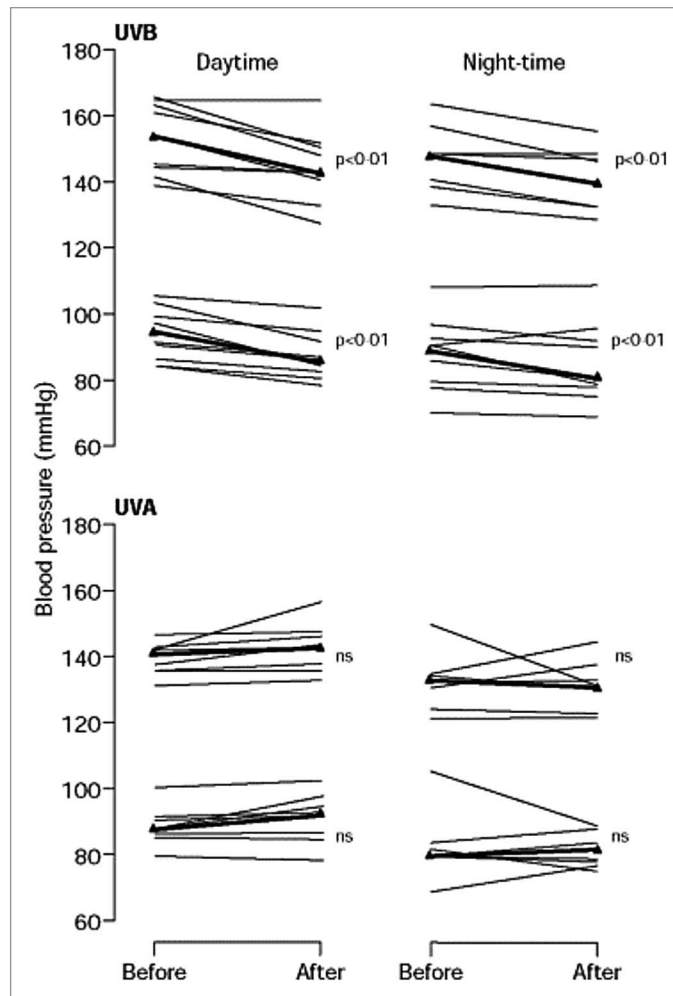 UVB
Daytime Night-time
180
160
p<0·01 p<0·01
140
120
100
p<0·01 p<0·01
80
60
Blood pressure (mmHg)
UVA
180
160
140 ns ns
120
100
80 ns ns
60
Before After Before After